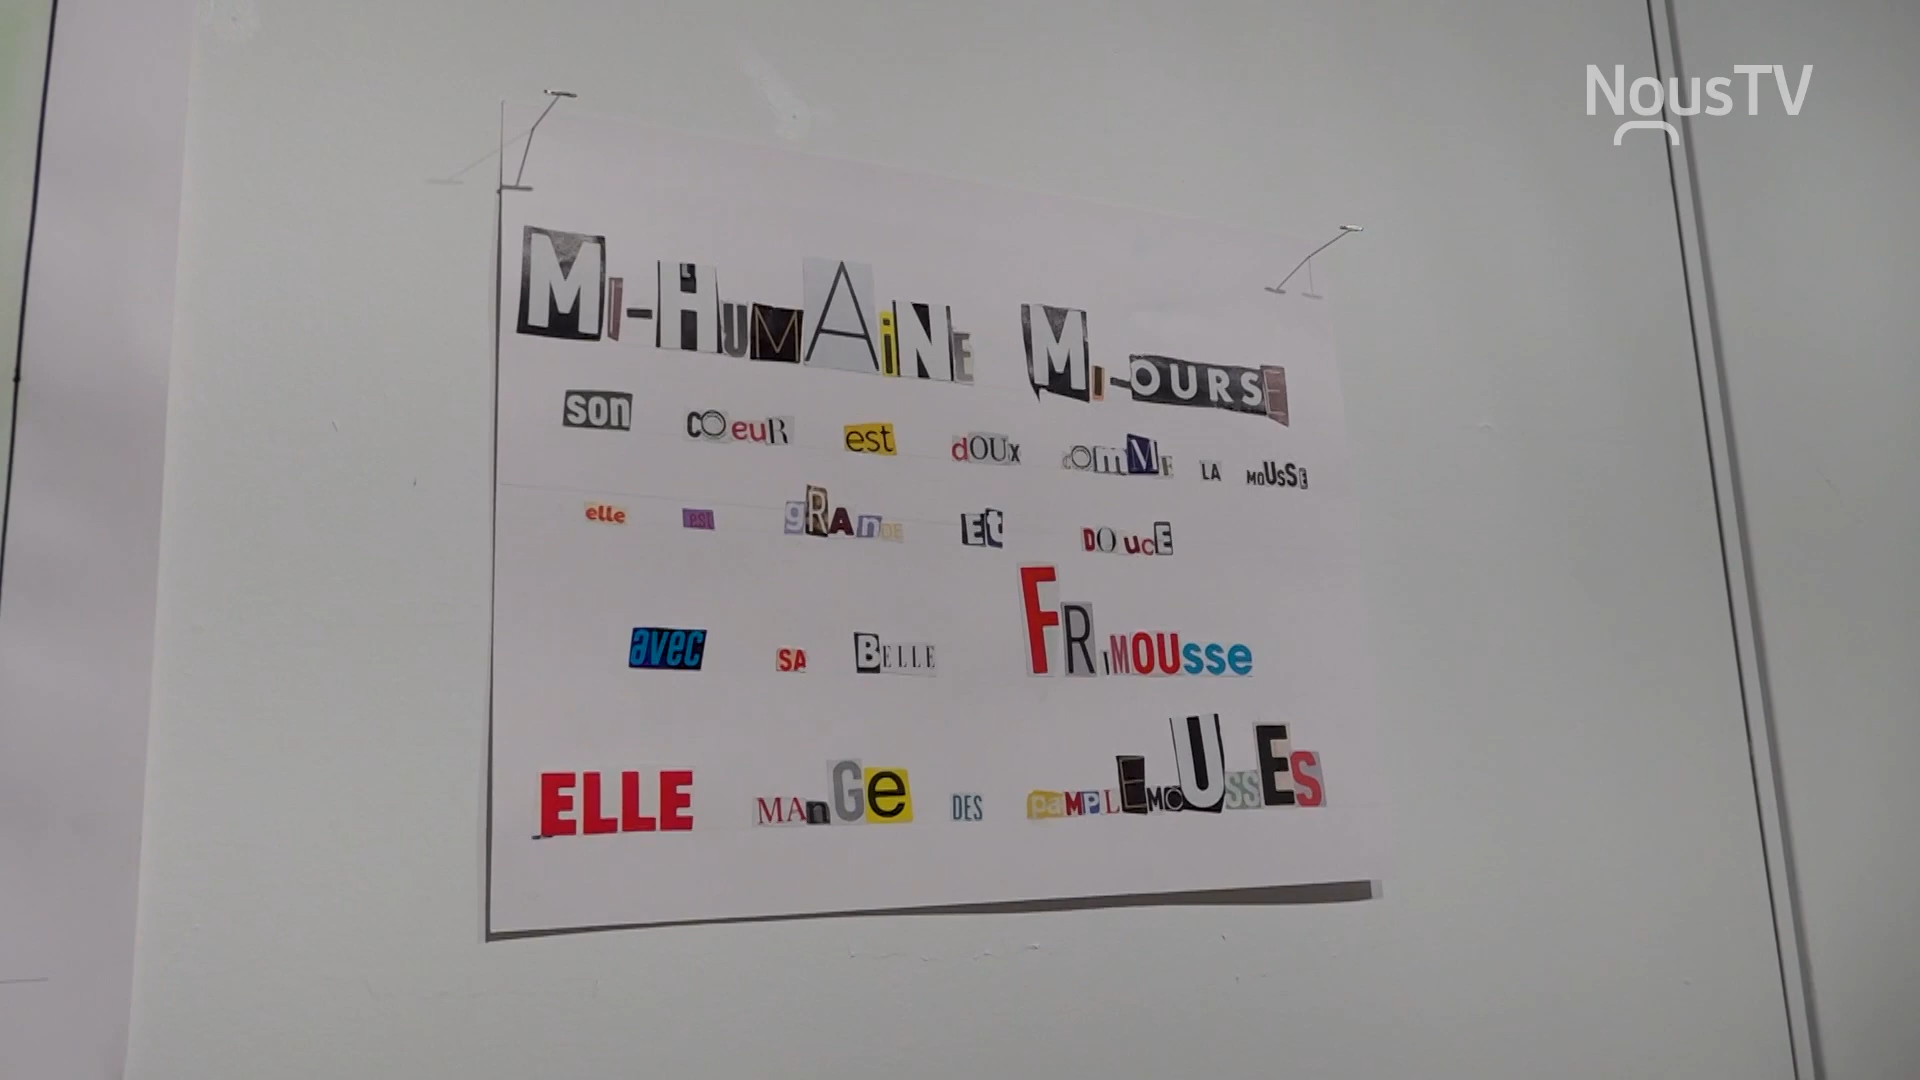 NousTV
Mi-HUMAiNE Mi-OURSE
son COeuR est dOUx cOmME LA MOUSSE
elle est gRAnDE Et DOucE
avec SA BELLE FRiMOUsse
ELLE MAnGe DES paMPLEMOUSSES